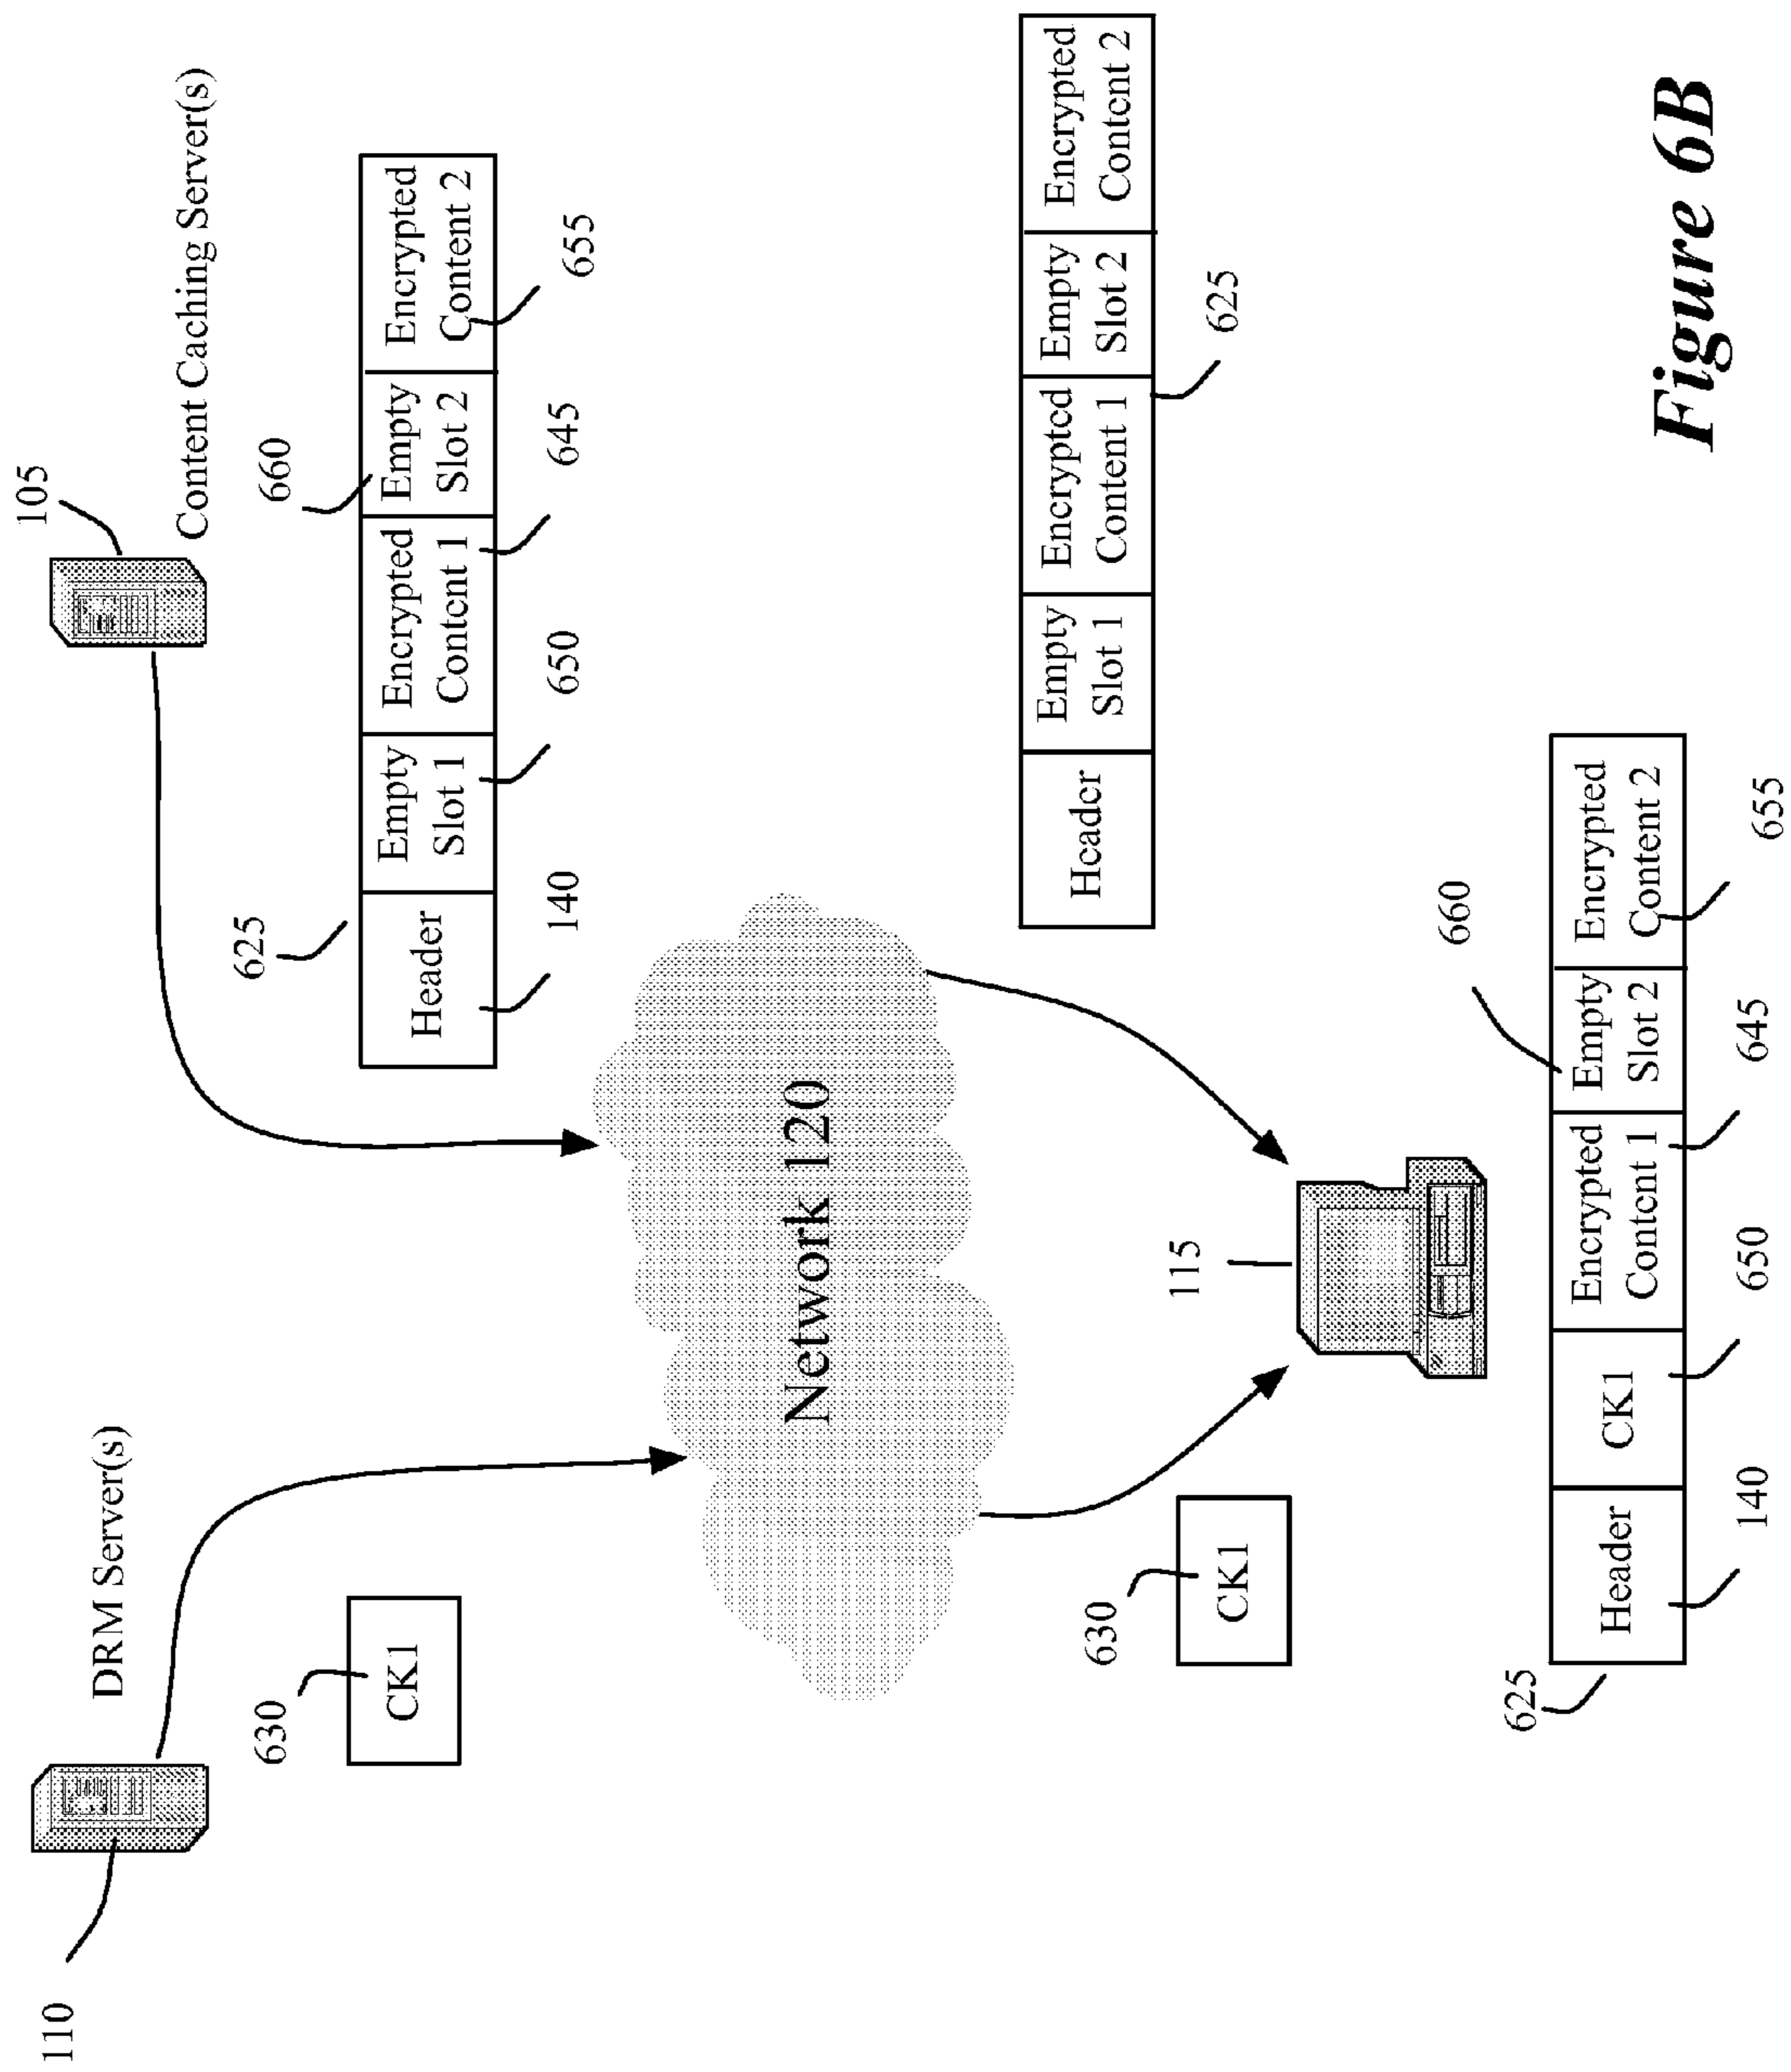 110
DRM Server(s)
105
Content Caching Server(s)
630
CK1
625
660
Header
Empty
Slot 1
Encrypted
Content 1
Empty
Slot 2
Encrypted
Content 2
140
650
645
655
Network 120
630
CK1
115
Header
Empty
Slot 1
Encrypted
Content 1
Empty
Slot 2
Encrypted
Content 2
625
625
660
Header
CK1
Encrypted
Content 1
Empty
Slot 2
Encrypted
Content 2
140
650
645
655
Figure 6B